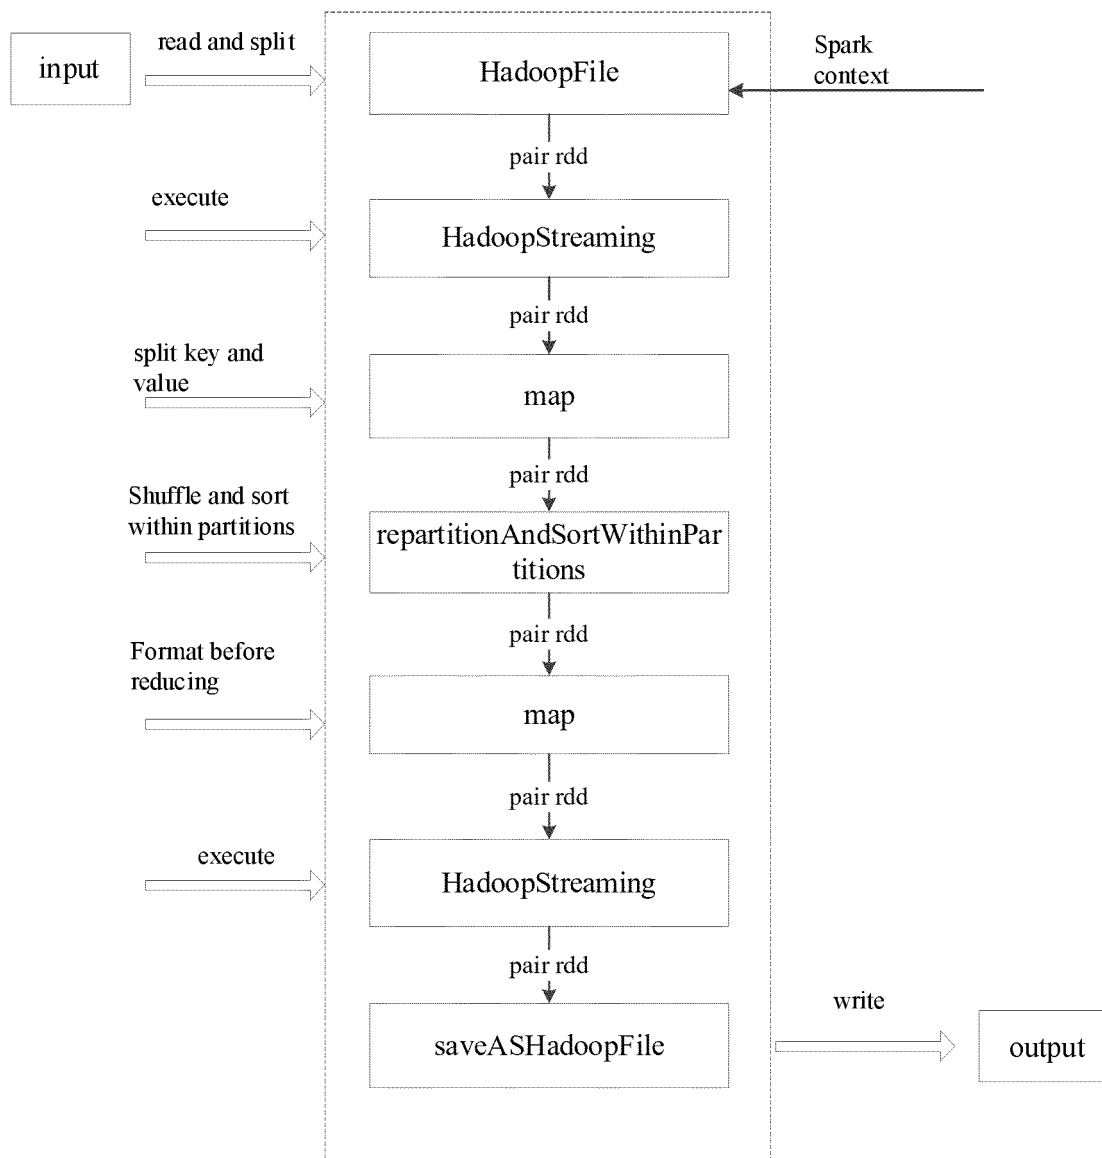 input
read and split
HadoopFile
Spark
context
pair rdd
execute
HadoopStreaming
pair rdd
split key and
value
map
pair rdd
Shuffle and sort
within partitions
repartitionAndSortWithinPar
titions
pair rdd
Format before
reducing
map
pair rdd
execute
HadoopStreaming
pair rdd
saveASHadoopFile
write
output